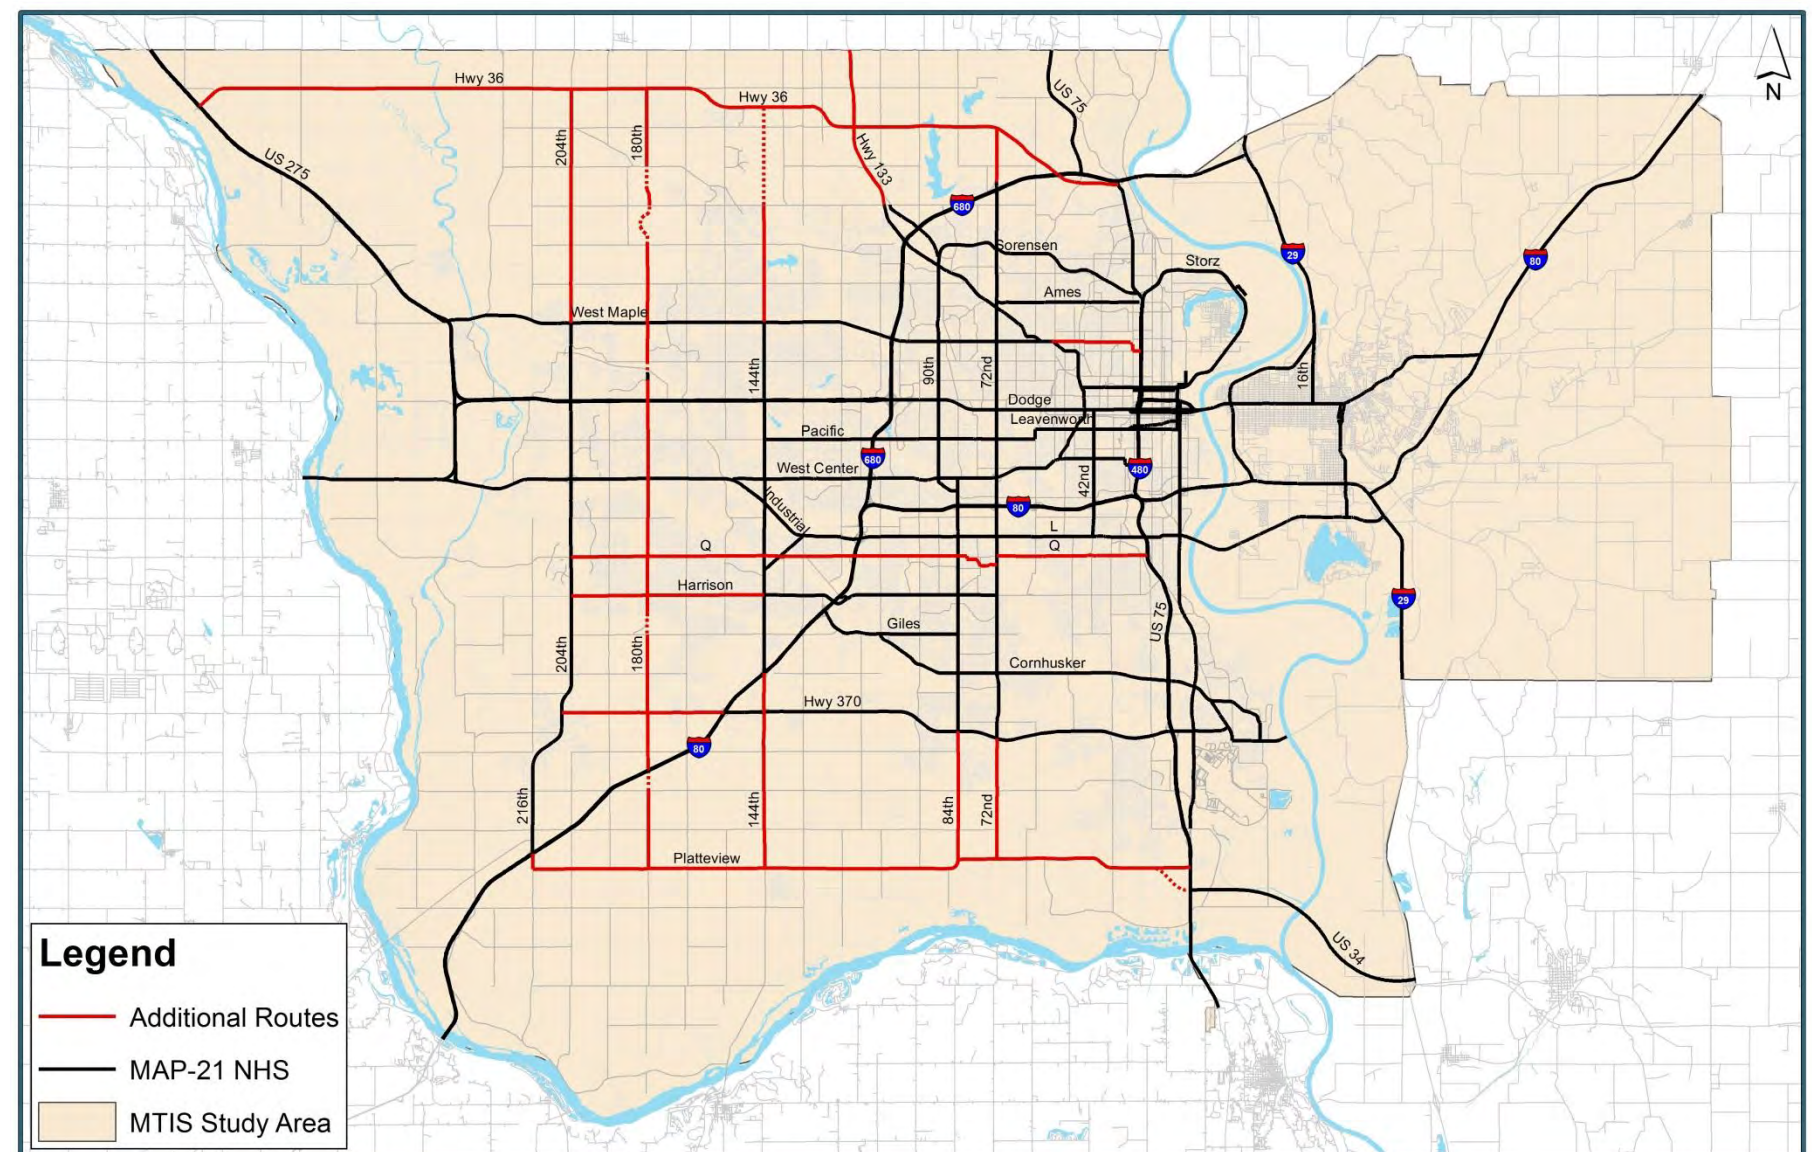 Hwy 36
Hwy 36
US 75
N
204th
180th
Hwy 133
US 275
680
Sorensen
29
80
Storz
Ames
West Maple
144th
90th
72nd
16th
Dodge
Leavenworth
Pacific
680
West Center
480
42nd
Industrial
80
L
Q
Q
Harrison
29
Giles
US 75
204th
180th
Cornhusker
Hwy 370
80
216th
144th
84th
72nd
Platteview
US 34
Legend
Additional Routes
MAP-21 NHS
MTIS Study Area